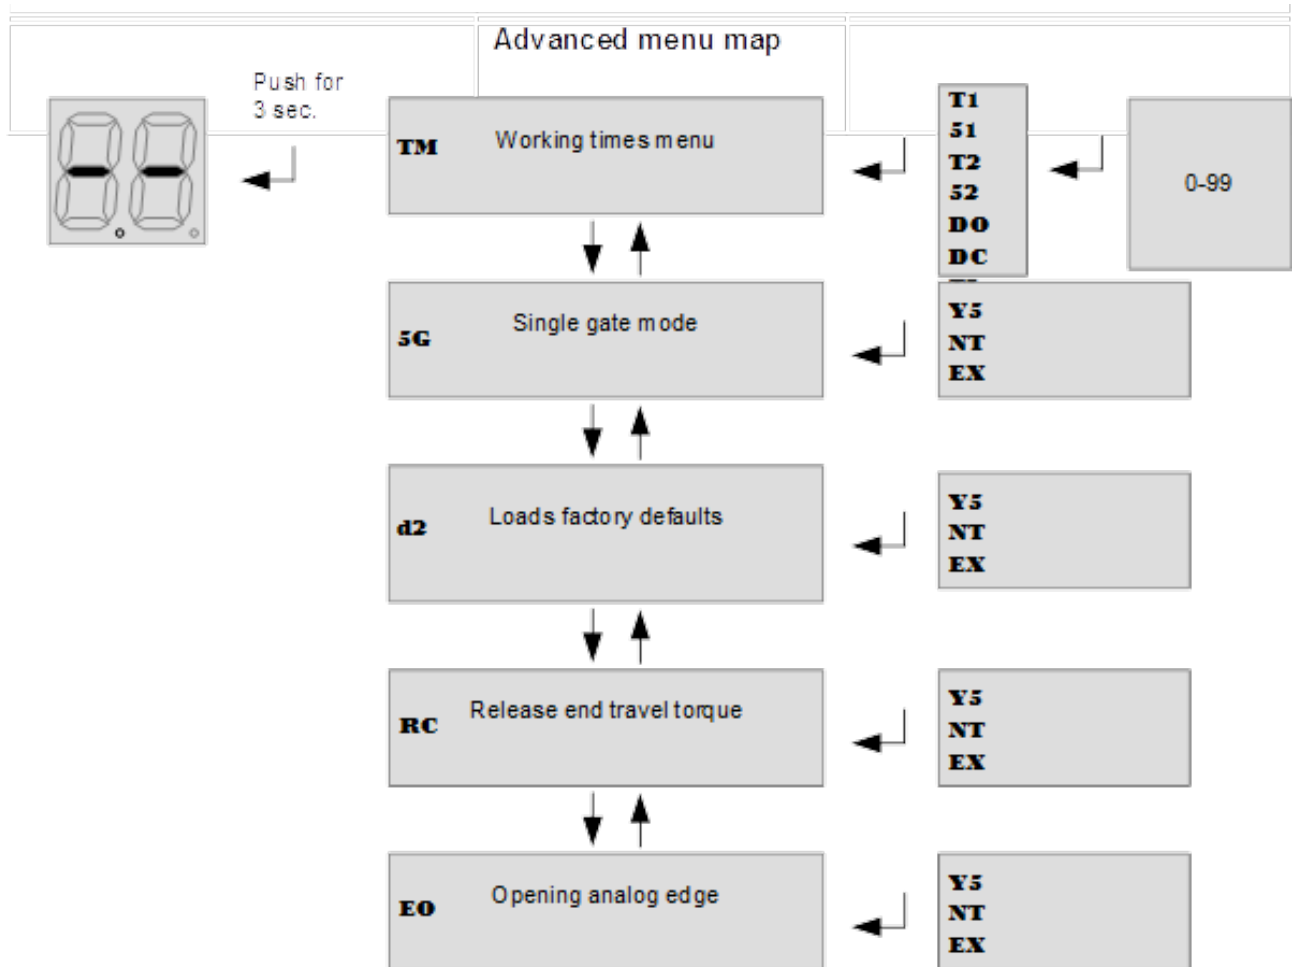 Advanced menu map
Push for
3 sec.
TM
Working times menu
T1
51
T2
52
DO
DC
0-99
5G
Single gate mode
Y5
NT
EX
d2
Loads factory defaults
Y5
NT
EX
RC
Release end travel torque
Y5
NT
EX
EO
Opening analog edge
Y5
NT
EX